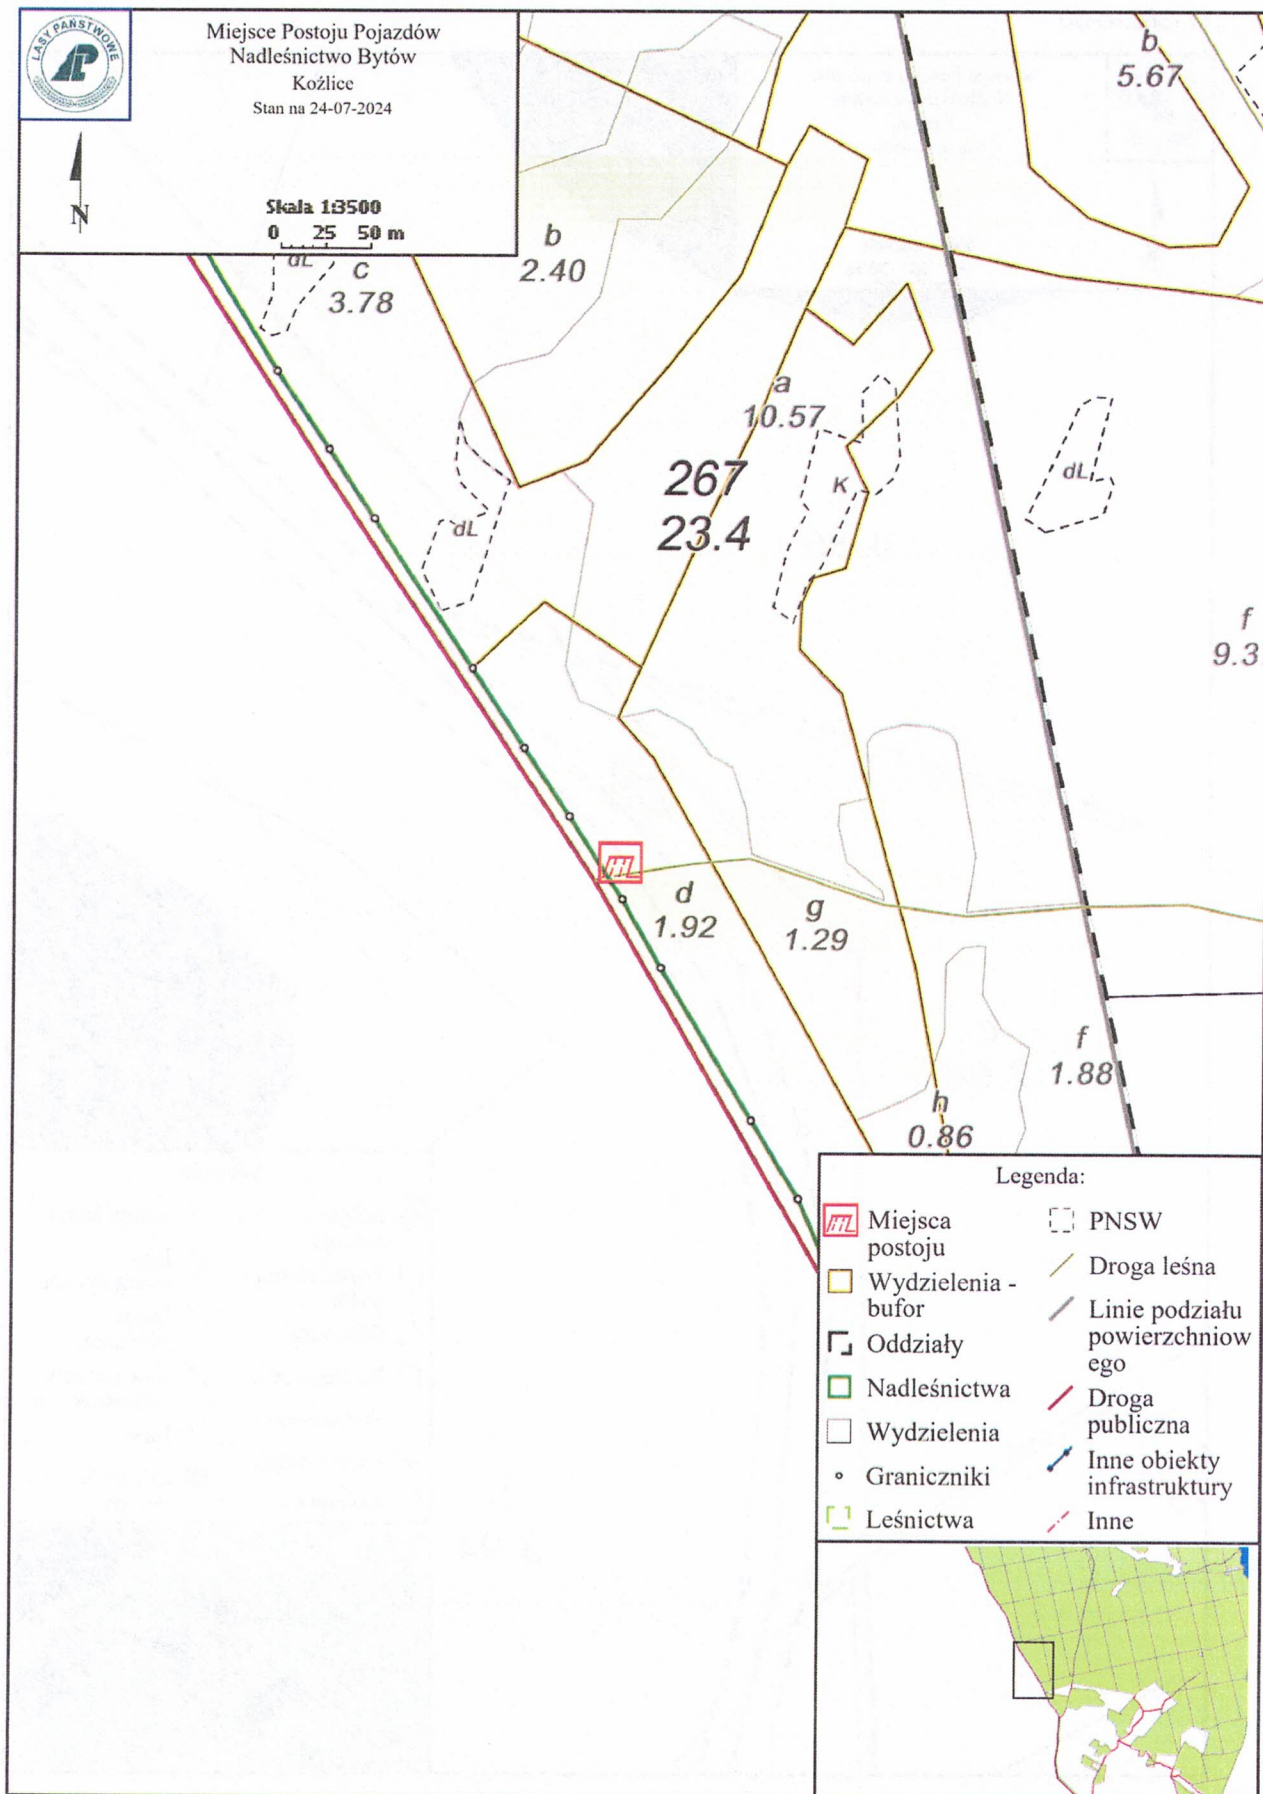 LASY PAŃSTWOWE
Miejsce Postoju Pojazdów
Nadleśnictwo Bytów
Koźlice
Stan na 24-07-2024
N
Skala 1:3500
0 25 50 m
b
5.67
dL
c
3.78
b
2.40
a
10.57
267
23.4
K
dL
dL
f
9.3
d
1.92
g
1.29
f
1.88
h
0.86
Legenda:
Miejsca
postoju
Wydzielenia -
bufor
Oddziały
Nadleśnictwa
Wydzielenia
Graniczniki
Leśnictwa
PNSW
Droga leśna
Linie podziału
powierzchniow
ego
Droga
publiczna
Inne obiekty
infrastruktury
Inne